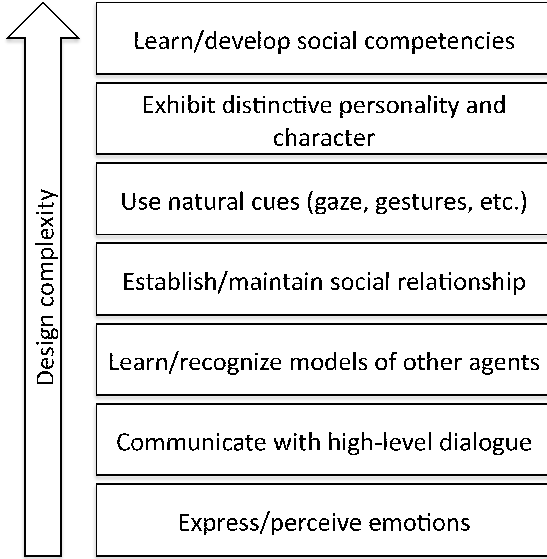 Learn/develop social competencies
Exhibit distinctive personality and
character
Use natural cues (gaze, gestures, etc.)
Establish/maintain social relationship
Learn/recognize models of other agents
Communicate with high-level dialogue
Express/perceive emotions
Design complexity